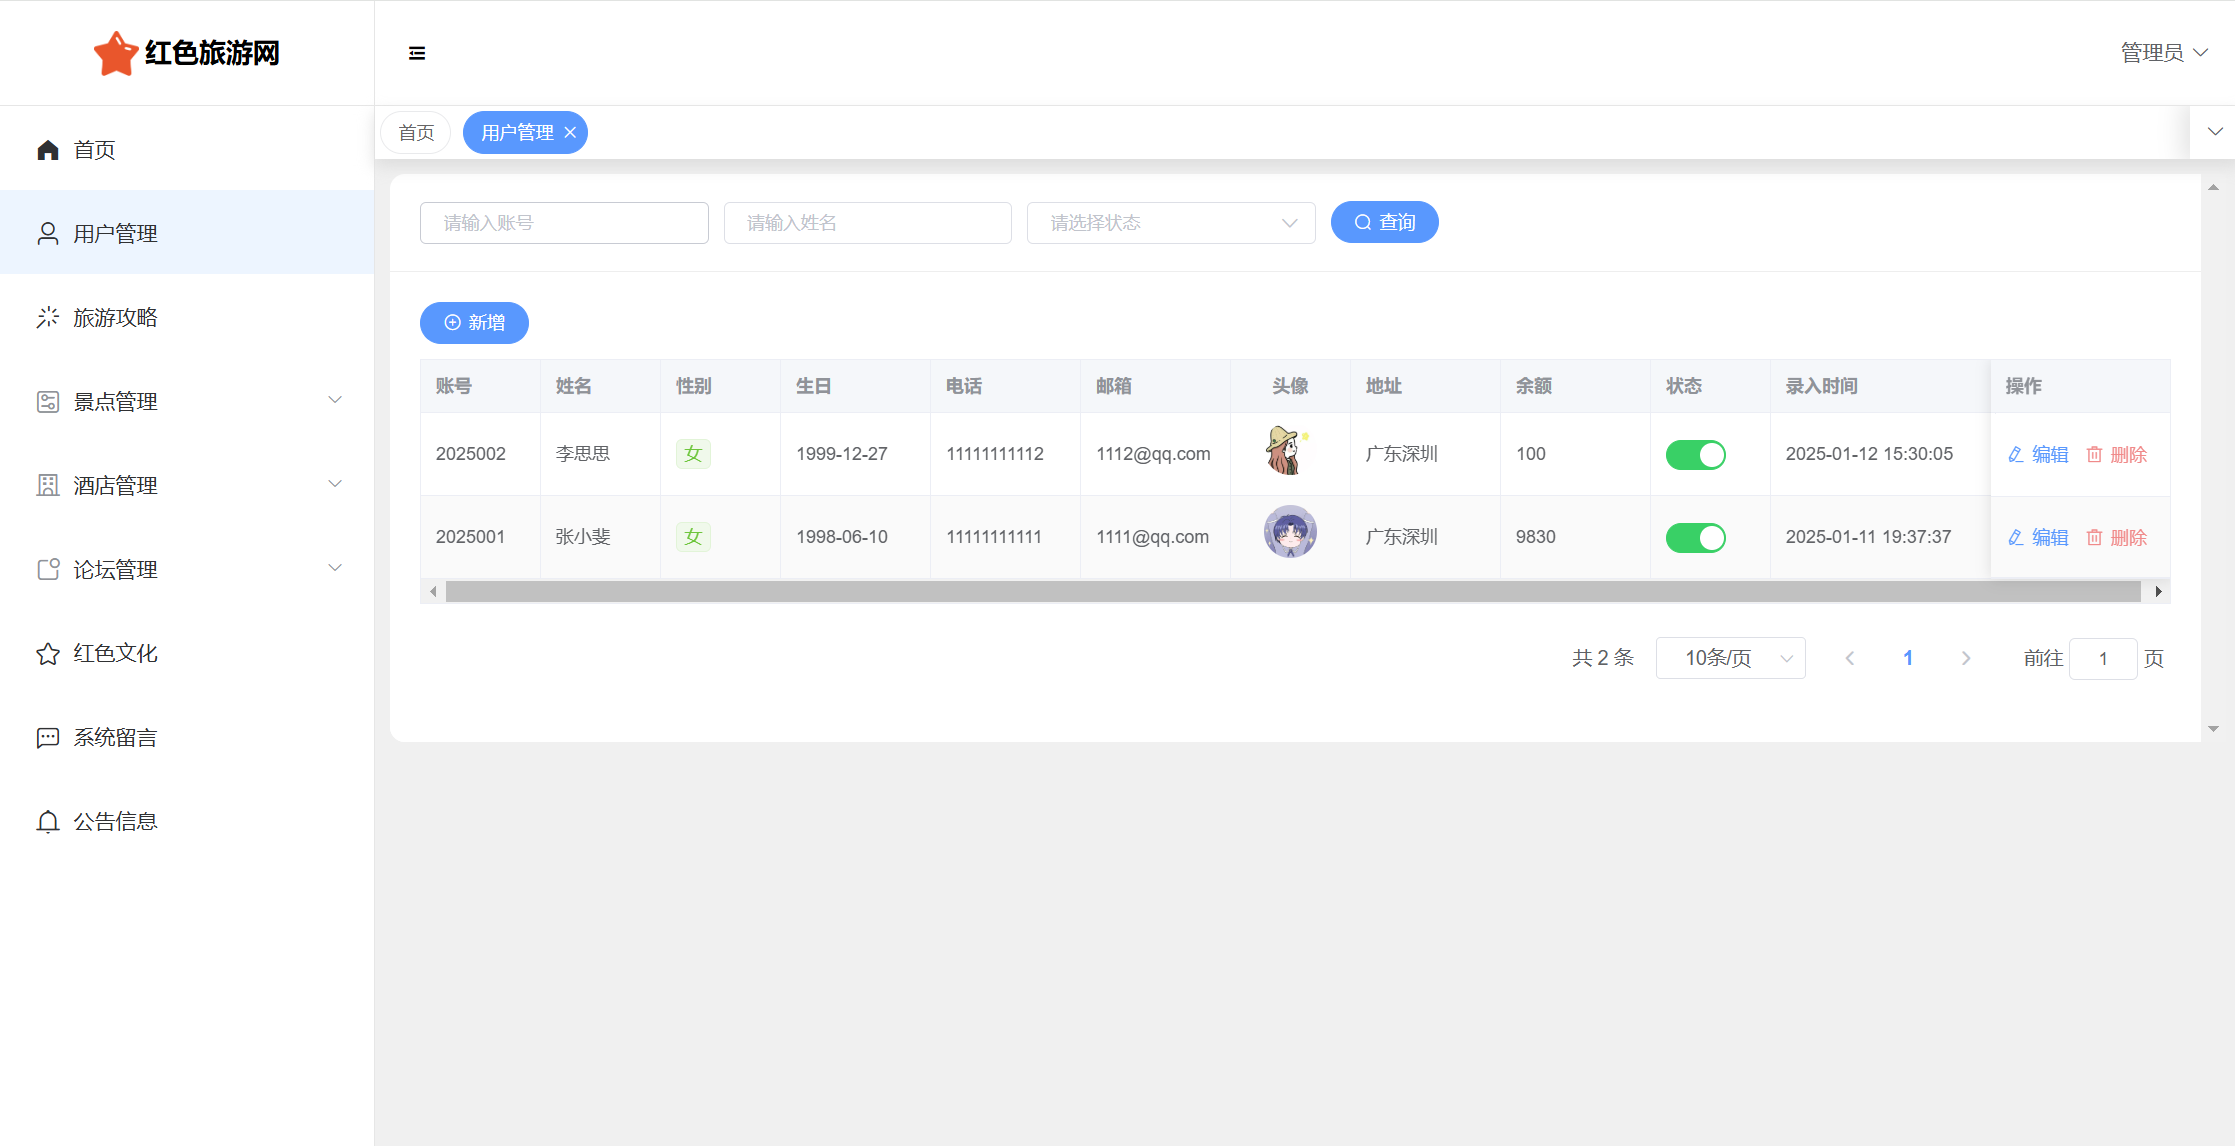 红色旅游网
管理员
首页
用户管理
旅游攻略
景点管理
酒店管理
论坛管理
红色文化
系统留言
公告信息
首页 用户管理
请输入账号 请输入姓名 请选择状态 查询
新增
账号 姓名 性别 生日 电话 邮箱 头像 地址 余额 状态 录入时间 操作
2025002 李思思 女 1999-12-27 11111111112 1112@qq.com 广东深圳 100 2025-01-12 15:30:05 编辑 删除
2025001 张小斐 女 1998-06-10 11111111111 1111@qq.com 广东深圳 9830 2025-01-11 19:37:37 编辑 删除
共 2 条 10条/页 1 前往 1 页